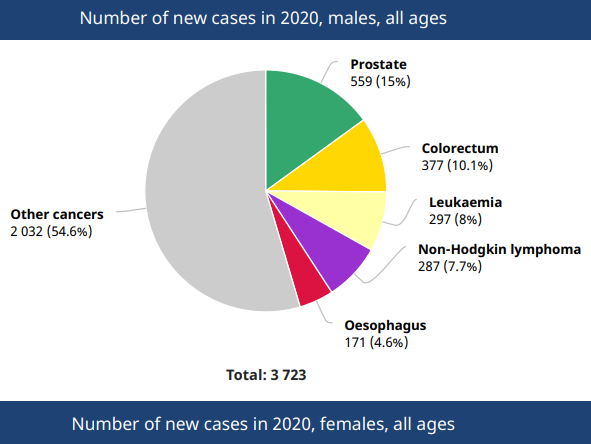 Number of new cases in 2020, males, all ages
Prostate
559 (15%)
Colorectum
377 (10.1%)
Leukaemia
297 (8%)
Non-Hodgkin lymphoma
287 (7.7%)
Oesophagus
171 (4.6%)
Other cancers
2 032 (54.6%)
Total: 3 723
Number of new cases in 2020, females, all ages